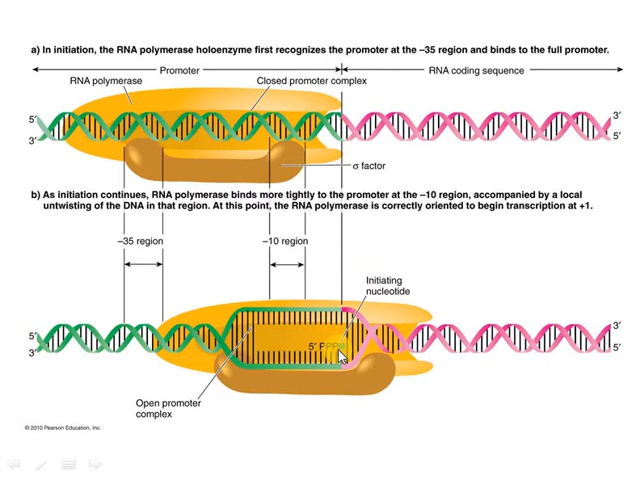 a) In initiation, the RNA polymerase holoenzyme first recognizes the promoter at the –35 region and binds to the full promoter.
Promoter
RNA coding sequence
RNA polymerase
Closed promoter complex
5′
3′
3′
5′
σ factor
b) As initiation continues, RNA polymerase binds more tightly to the promoter at the –10 region, accompanied by a local
untwisting of the DNA in that region. At this point, the RNA polymerase is correctly oriented to begin transcription at +1.
–35 region
–10 region
Initiating
nucleotide
5′
3′
3′
5′
5′ PPP
Open promoter
complex
© 2010 Pearson Education, Inc.